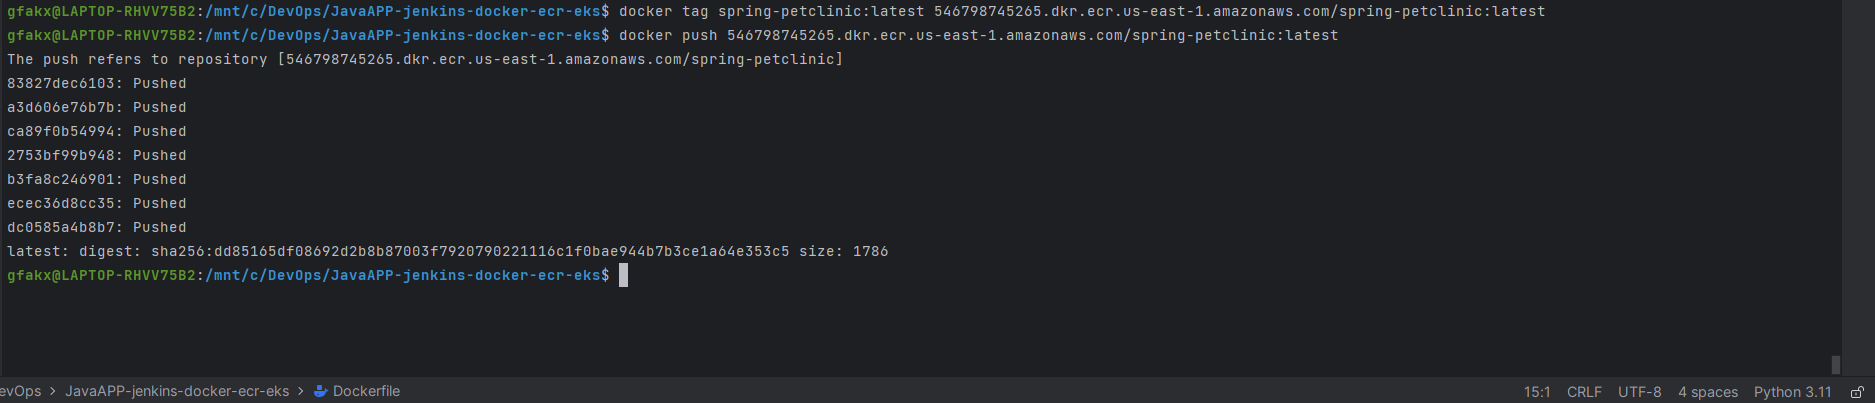 gfakx@LAPTOP-RHVV75B2:/mnt/c/DevOps/JavaAPP-jenkins-docker-ecr-eks$ docker tag spring-petclinic:latest 546798745265.dkr.ecr.us-east-1.amazonaws.com/spring-petclinic:latest
gfakx@LAPTOP-RHVV75B2:/mnt/c/DevOps/JavaAPP-jenkins-docker-ecr-eks$ docker push 546798745265.dkr.ecr.us-east-1.amazonaws.com/spring-petclinic:latest
The push refers to repository [546798745265.dkr.ecr.us-east-1.amazonaws.com/spring-petclinic]
83827dec6103: Pushed
a3d606e76b7b: Pushed
ca89f0b54994: Pushed
2753bf99b948: Pushed
b3fa8c246901: Pushed
ecec36d8cc35: Pushed
dc0585a4b8b7: Pushed
latest: digest: sha256:dd85165df08692d2b8b87003f7920790221116c1f0bae944b7b3ce1a64e353c5 size: 1786
gfakx@LAPTOP-RHVV75B2:/mnt/c/DevOps/JavaAPP-jenkins-docker-ecr-eks$
evOps > JavaAPP-jenkins-docker-ecr-eks > Dockerfile 15:1 CRLF UTF-8 4 spaces Python 3.11